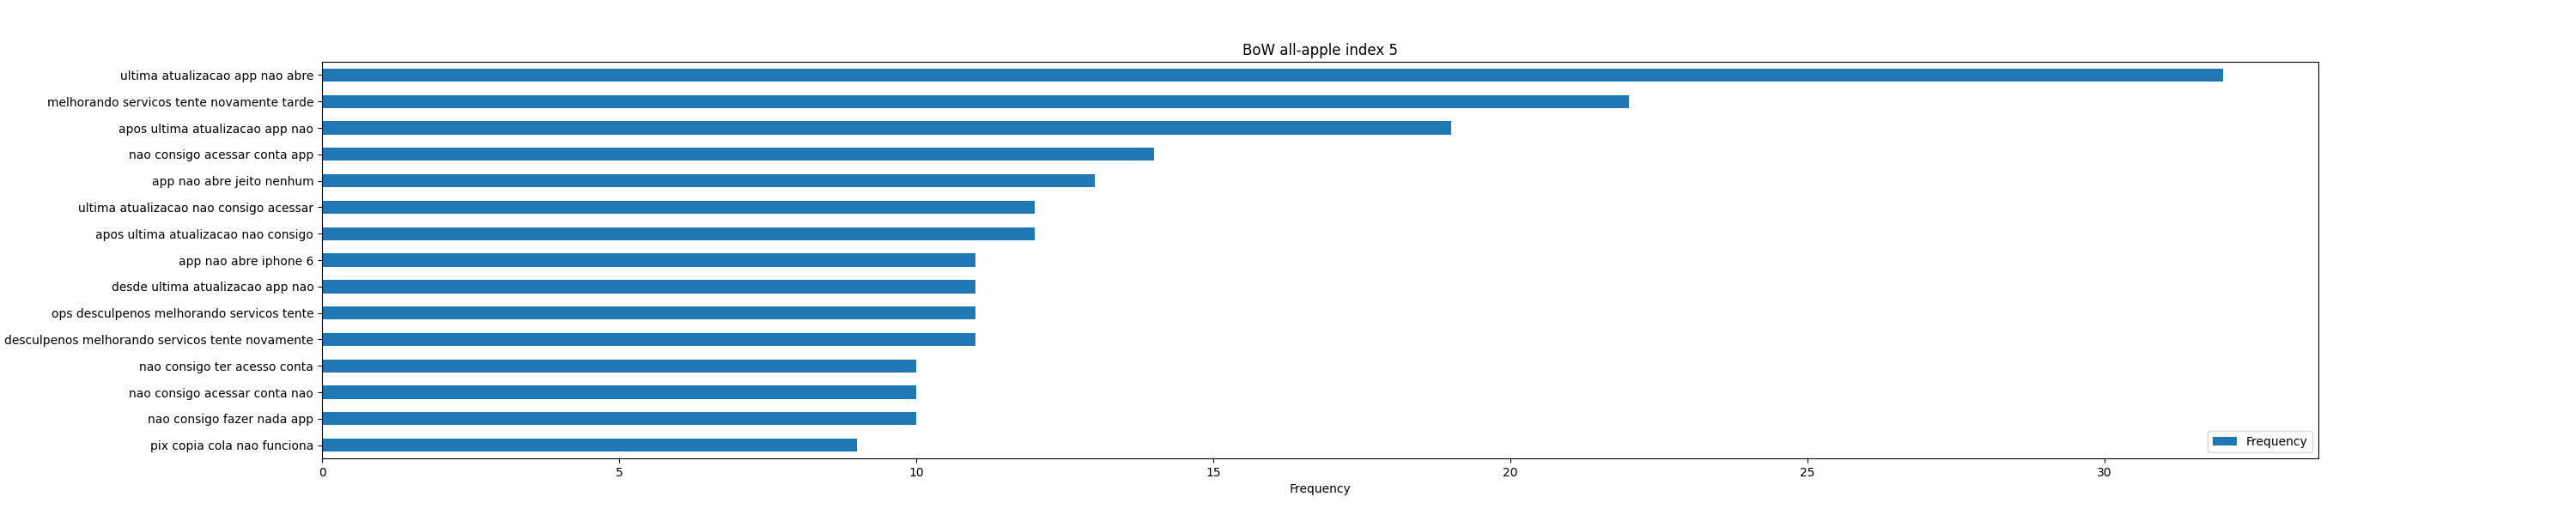 BoW all-apple index 5
ultima atualizacao app nao abre
melhorando servicos tente novamente tarde
apos ultima atualizacao app nao
nao consigo acessar conta app
app nao abre jeito nenhum
ultima atualizacao nao consigo acessar
apos ultima atualizacao nao consigo
app nao abre iphone 6
desde ultima atualizacao app nao
ops desculpenos melhorando servicos tente
desculpenos melhorando servicos tente novamente
nao consigo ter acesso conta
nao consigo acessar conta nao
nao consigo fazer nada app
pix copia cola nao funciona
Frequency
0 5 10 15 20 25 30
Frequency